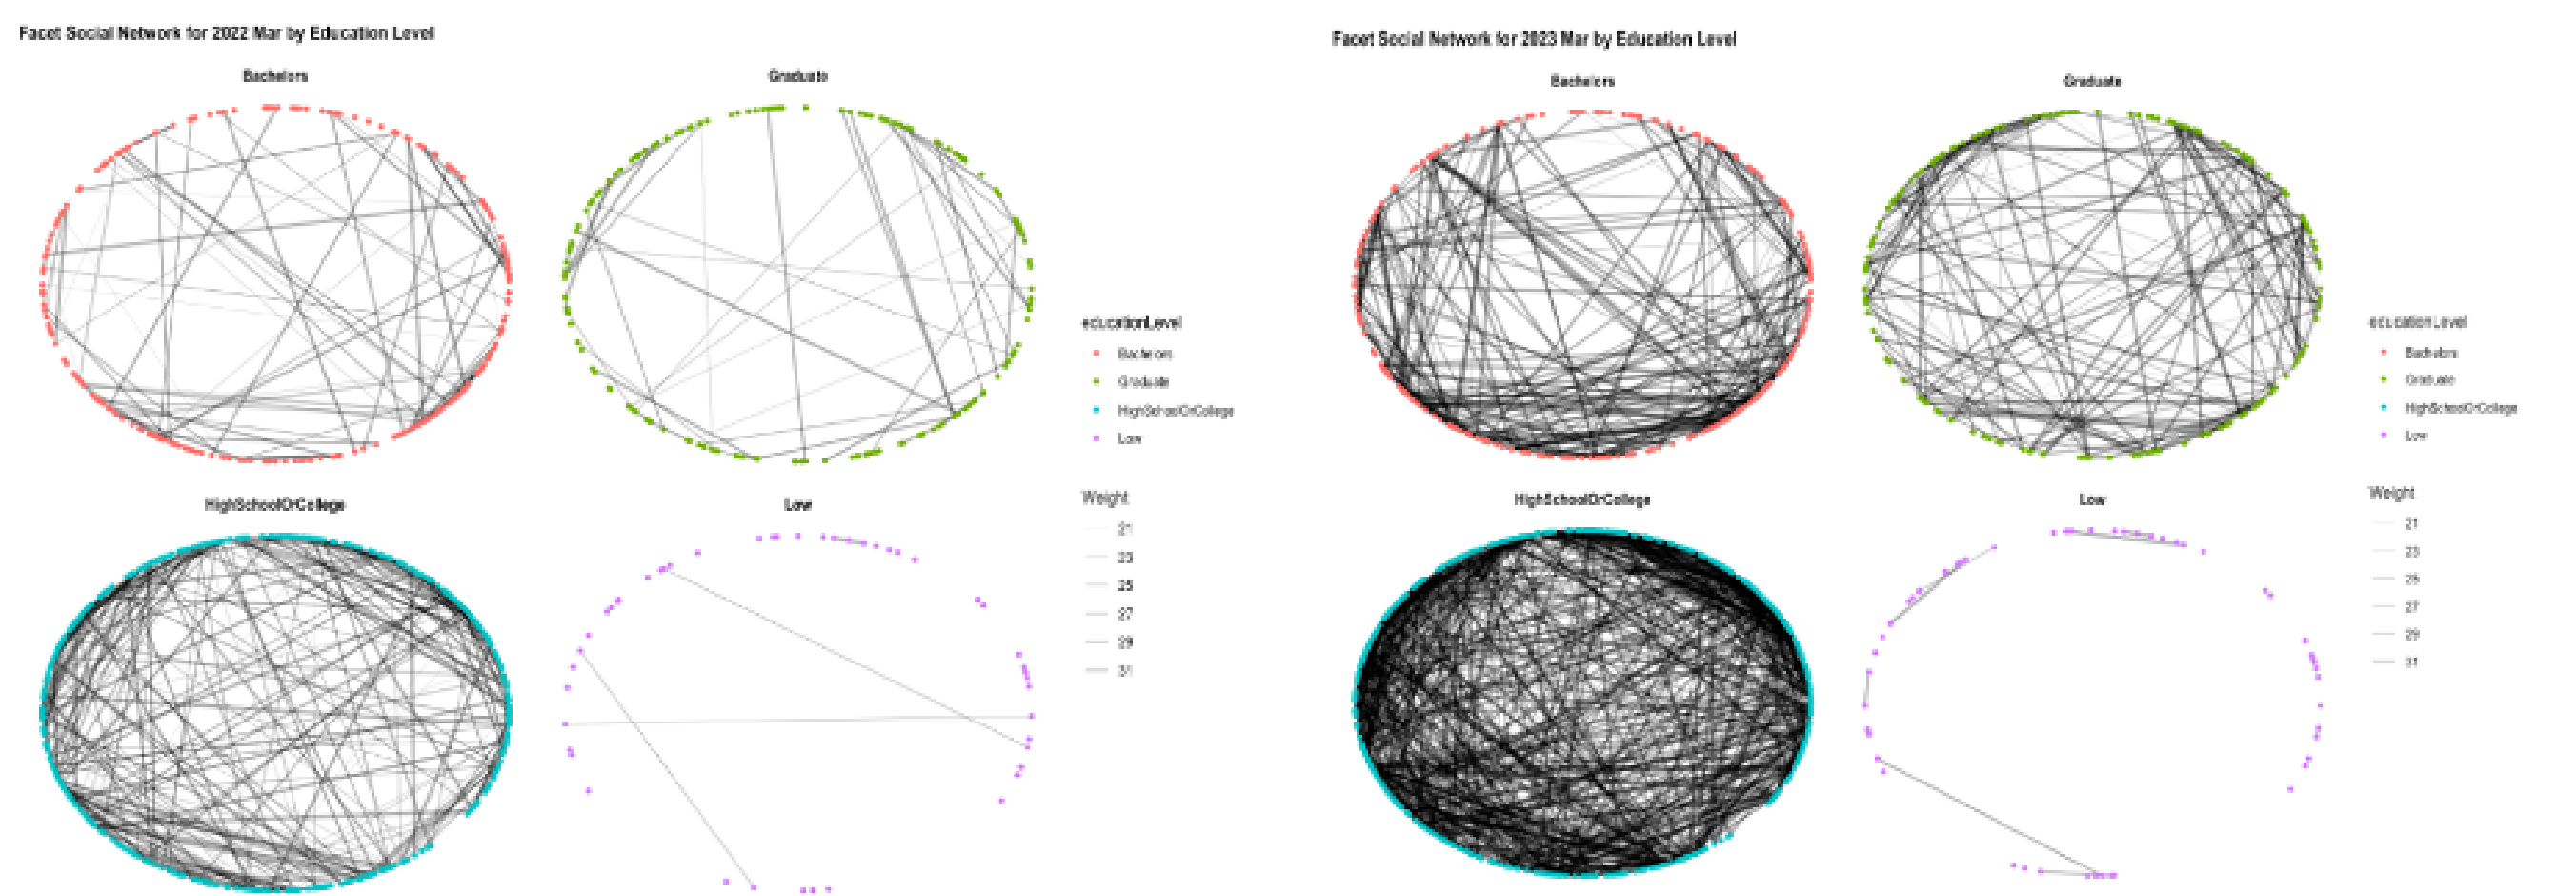 Facet Social Network for 2022 Mar by Education Level
Bachelors
Graduate
educationLevel
Bachelors
Graduate
HighSchoolOrCollege
Low
HighSchoolOrCollege
Low
Weight
21
23
25
27
29
31
Facet Social Network for 2023 Mar by Education Level
Bachelors
Graduate
educationLevel
Bachelors
Graduate
HighSchoolOrCollege
Low
HighSchoolOrCollege
Low
Weight
21
23
25
27
29
31